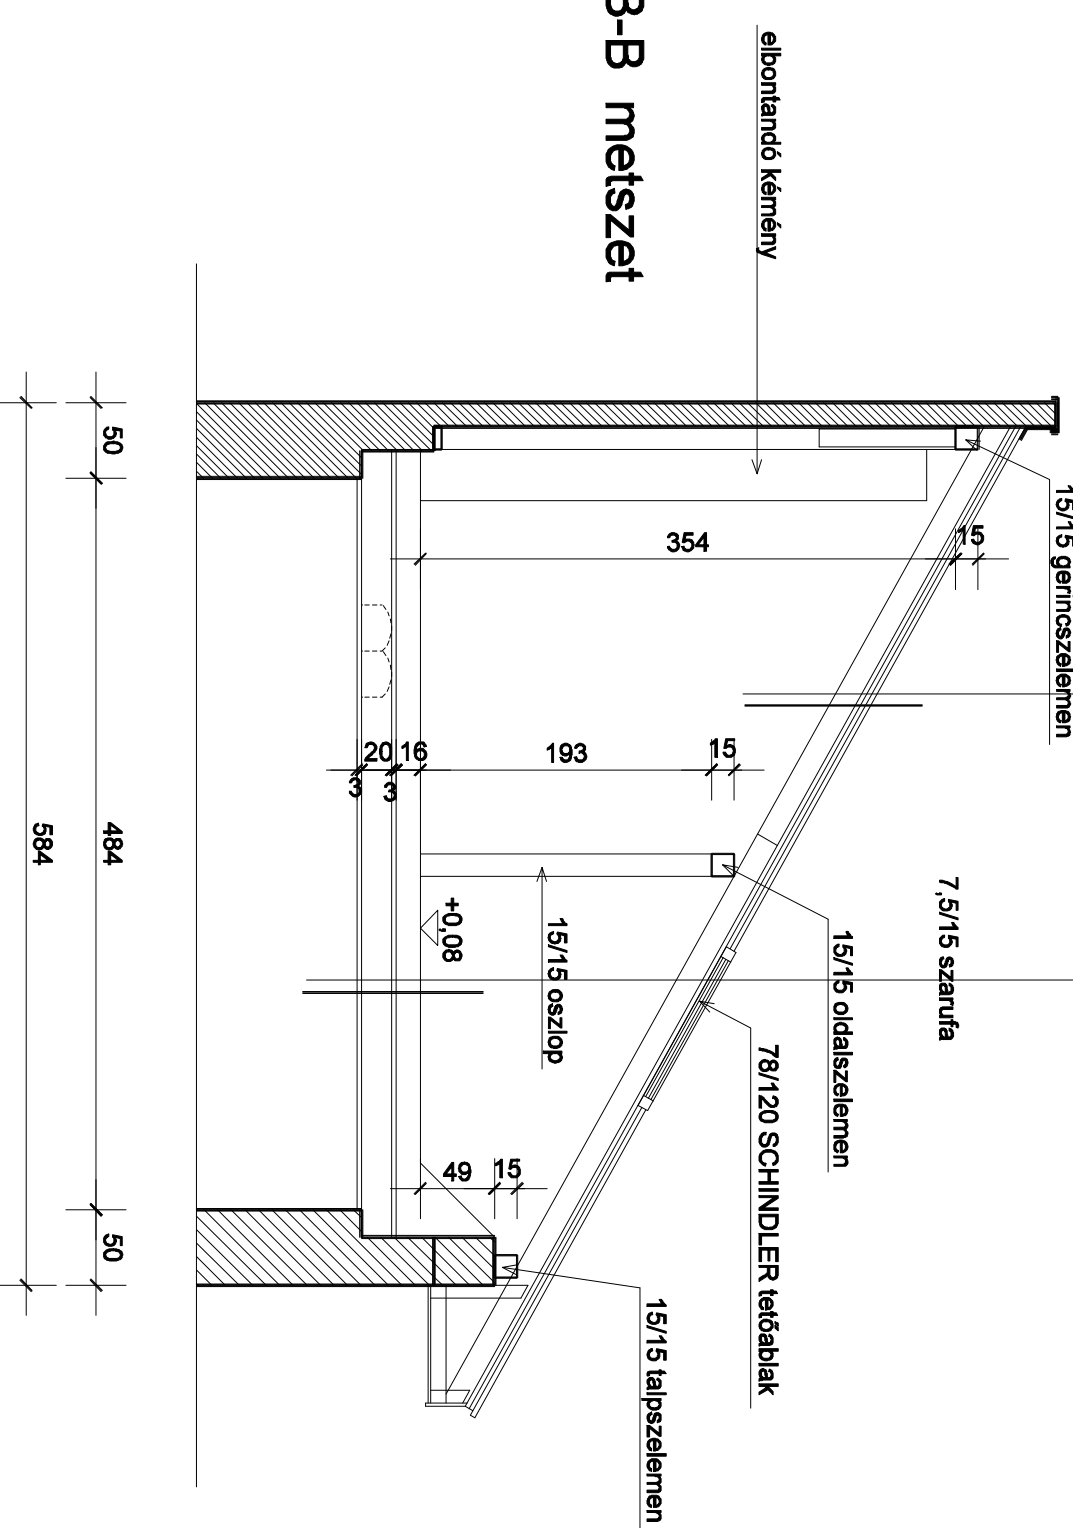 B-B metszet
elbontandó kémény
15/15 gerincszelemen
7,5/15 szarufa
15/15 oldalszelemen
78/120 SCHINDLER tetőablak
15/15 talpszelemen
15/15 oszlop
+0,08
354
15
193
15
20
16
3
3
49
15
50
484
50
584